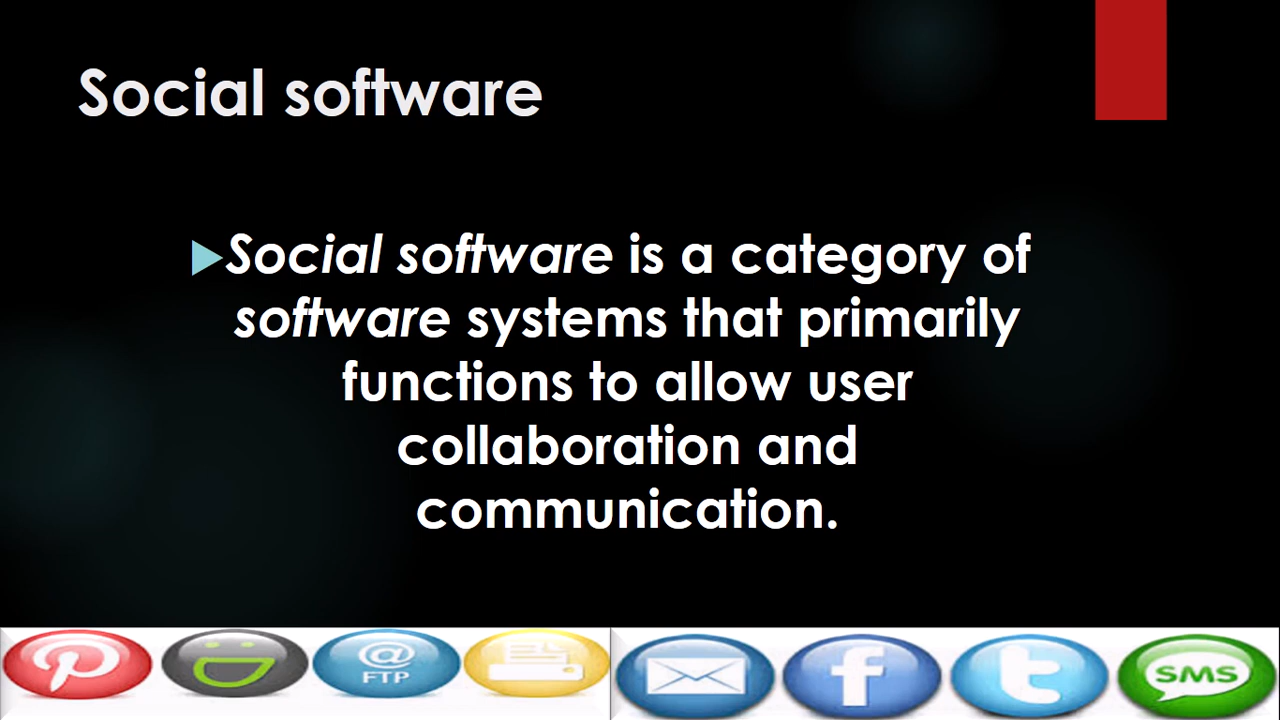 Social software
Social software is a category of
software systems that primarily
functions to allow user
collaboration and
communication.
@
FTP
f
t
SMS